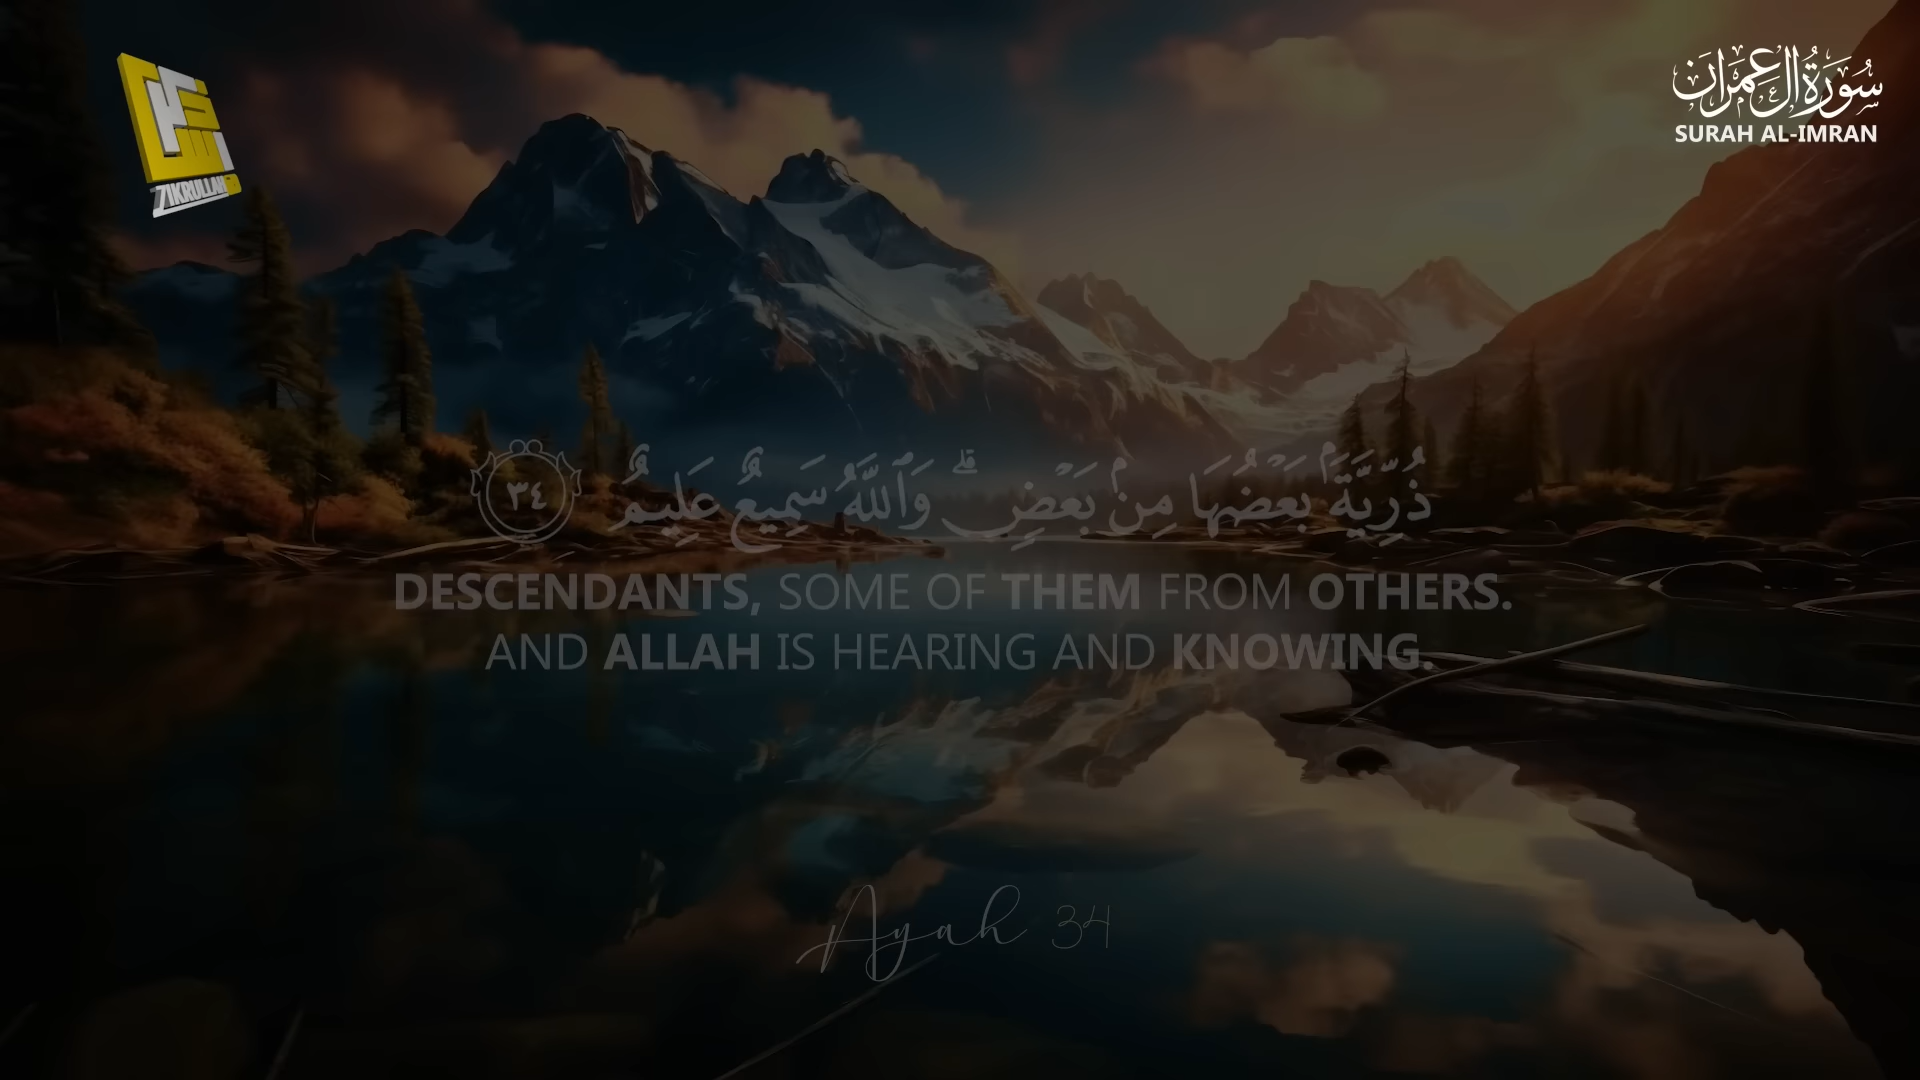 ZIKRULLAH
سُورَةُ آلِ عِمرَان
SURAH AL-IMRAN
ذُرِّيَّةَۢ بَعۡضُهَا مِنۢ بَعۡضٖۗ وَٱللَّهُ سَمِيعٌ عَلِيمٌ ٣٤
DESCENDANTS, SOME OF THEM FROM OTHERS.
AND ALLAH IS HEARING AND KNOWING.
Ayah 34